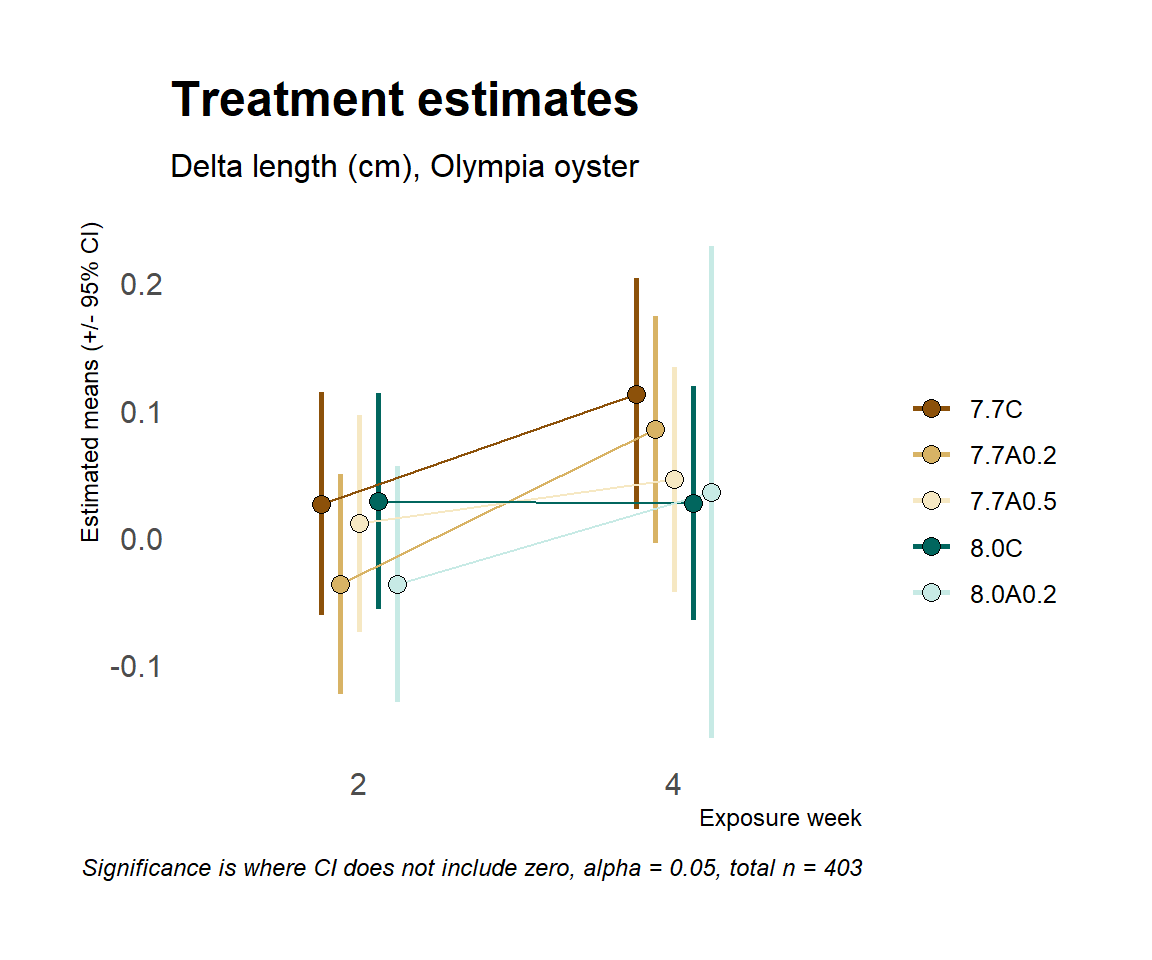 Treatment estimates
Delta length (cm), Olympia oyster
Estimated means (+/- 95% CI)
0.2
0.1
0.0
-0.1
2
4
Exposure week
7.7C
7.7A0.2
7.7A0.5
8.0C
8.0A0.2
Significance is where CI does not include zero, alpha = 0.05, total n = 403